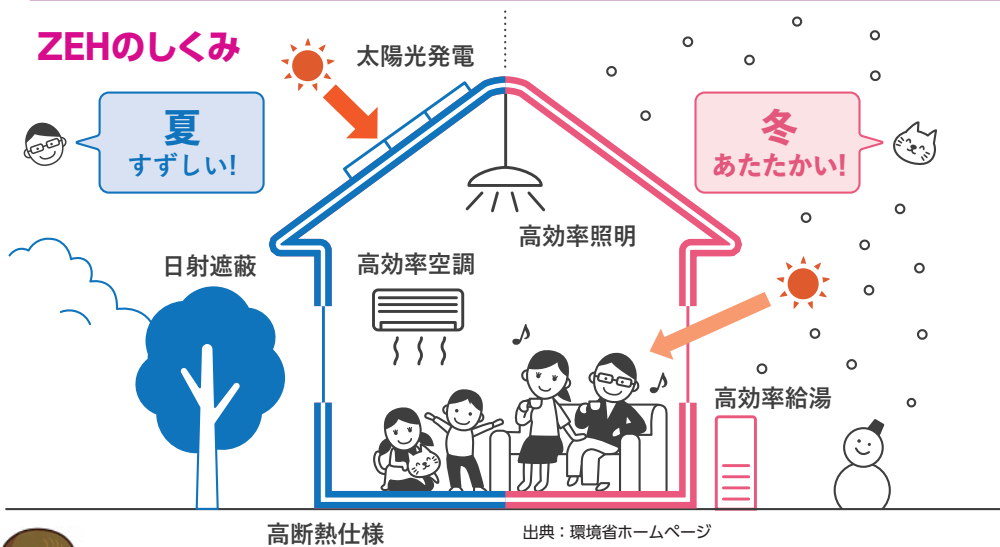 ZEHのしくみ
太陽光発電
夏
すずしい!
冬
あたたかい!
高効率照明
日射遮蔽
高効率空調
高効率給湯
高断熱仕様
出典：環境省ホームページ